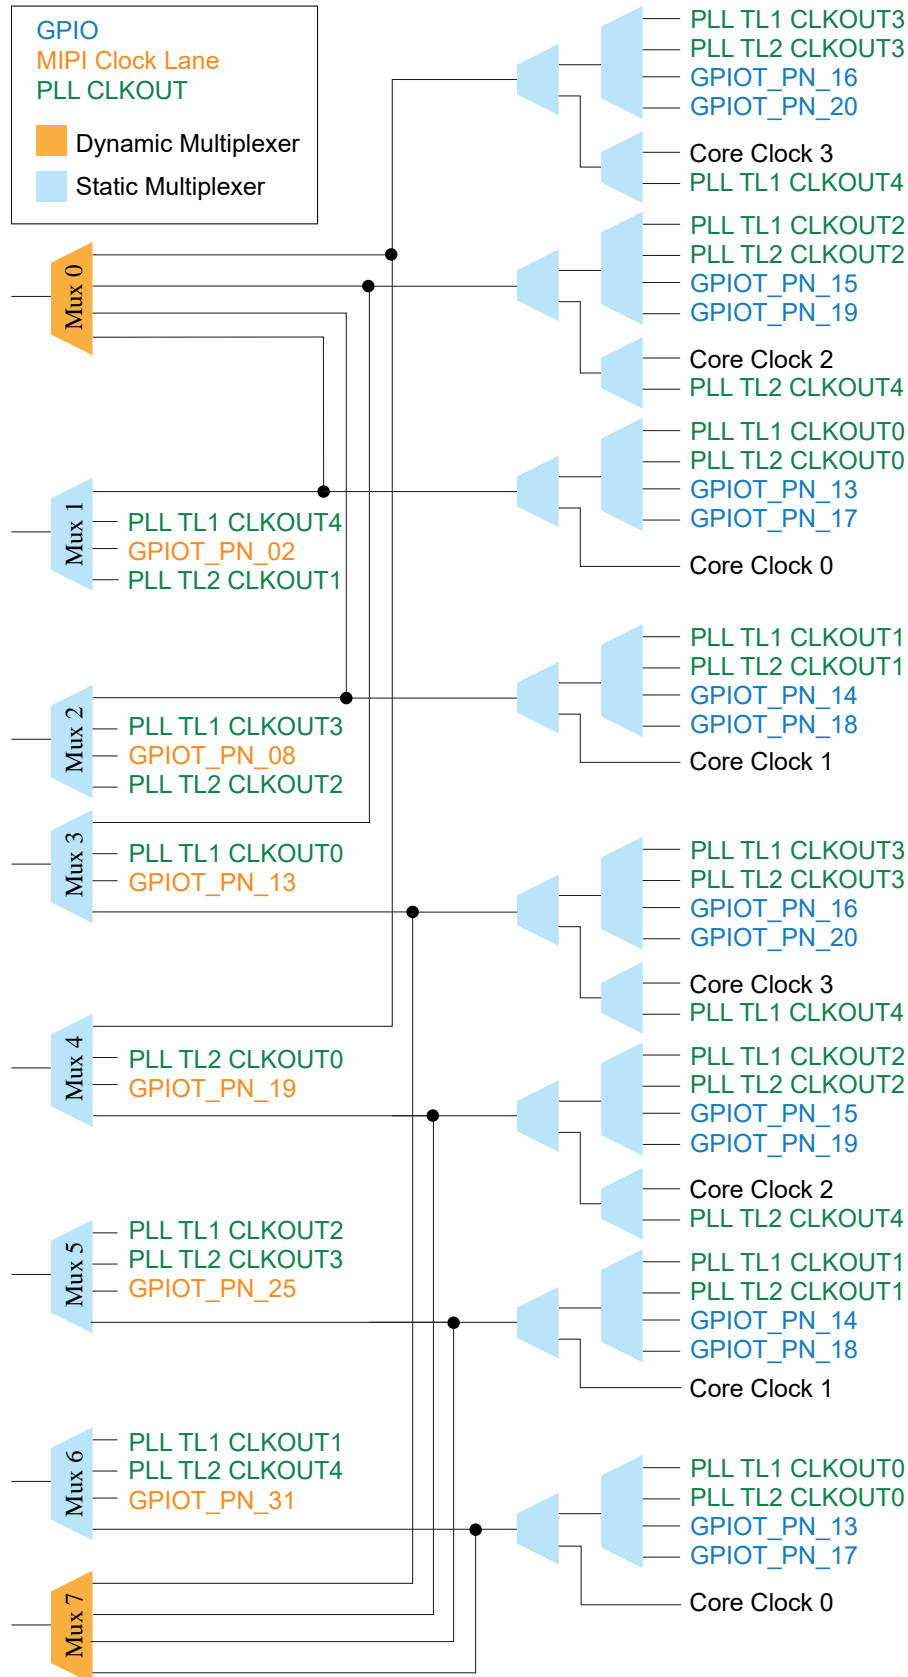 GPIO
MIPI Clock Lane
PLL CLKOUT
Dynamic Multiplexer
Static Multiplexer
PLL TL1 CLKOUT3
PLL TL2 CLKOUT3
GPIOT_PN_16
GPIOT_PN_20
Core Clock 3
PLL TL1 CLKOUT4
Mux 0
PLL TL1 CLKOUT2
PLL TL2 CLKOUT2
GPIOT_PN_15
GPIOT_PN_19
Core Clock 2
PLL TL2 CLKOUT4
PLL TL1 CLKOUT0
PLL TL2 CLKOUT0
GPIOT_PN_13
GPIOT_PN_17
Core Clock 0
Mux 1
PLL TL1 CLKOUT4
GPIOT_PN_02
PLL TL2 CLKOUT1
PLL TL1 CLKOUT1
PLL TL2 CLKOUT1
GPIOT_PN_14
GPIOT_PN_18
Core Clock 1
Mux 2
PLL TL1 CLKOUT3
GPIOT_PN_08
PLL TL2 CLKOUT2
Mux 3
PLL TL1 CLKOUT0
GPIOT_PN_13
PLL TL1 CLKOUT3
PLL TL2 CLKOUT3
GPIOT_PN_16
GPIOT_PN_20
Core Clock 3
PLL TL1 CLKOUT4
Mux 4
PLL TL2 CLKOUT0
GPIOT_PN_19
PLL TL1 CLKOUT2
PLL TL2 CLKOUT2
GPIOT_PN_15
GPIOT_PN_19
Core Clock 2
PLL TL2 CLKOUT4
Mux 5
PLL TL1 CLKOUT2
PLL TL2 CLKOUT3
GPIOT_PN_25
PLL TL1 CLKOUT1
PLL TL2 CLKOUT1
GPIOT_PN_14
GPIOT_PN_18
Core Clock 1
Mux 6
PLL TL1 CLKOUT1
PLL TL2 CLKOUT4
GPIOT_PN_31
PLL TL1 CLKOUT0
PLL TL2 CLKOUT0
GPIOT_PN_13
GPIOT_PN_17
Core Clock 0
Mux 7